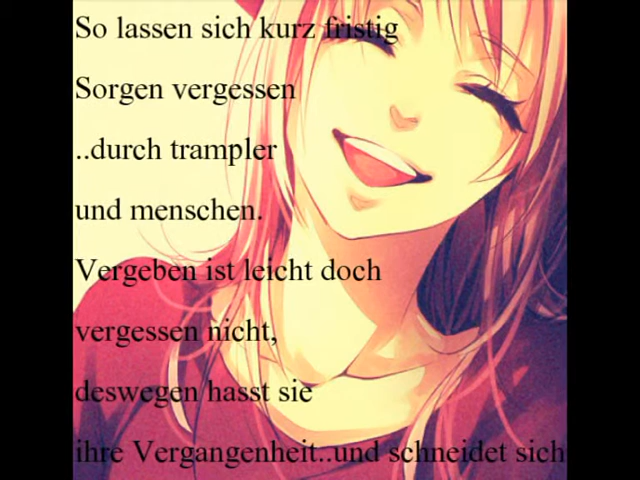 So lassen sich kurz fristig
Sorgen vergessen
..durch trampler
und menschen.
Vergeben ist leicht doch
vergessen nicht,
deswegen hasst sie
ihre Vergangenheit..und schneidet sich